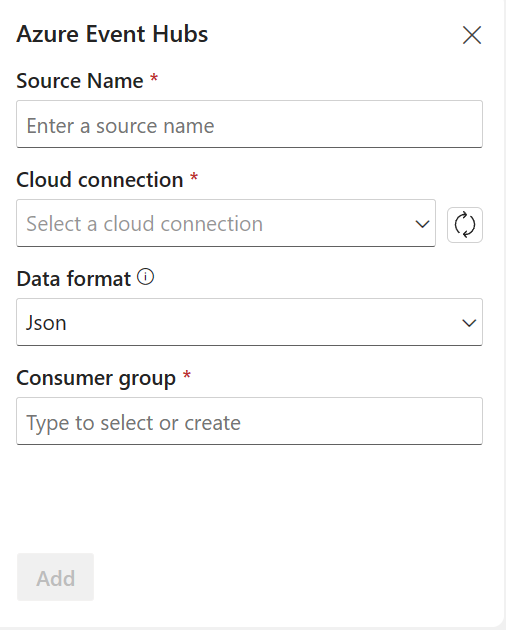 Azure Event Hubs
Source Name *
Enter a source name
Cloud connection *
Select a cloud connection
Data format
Json
Consumer group *
Type to select or create
Add